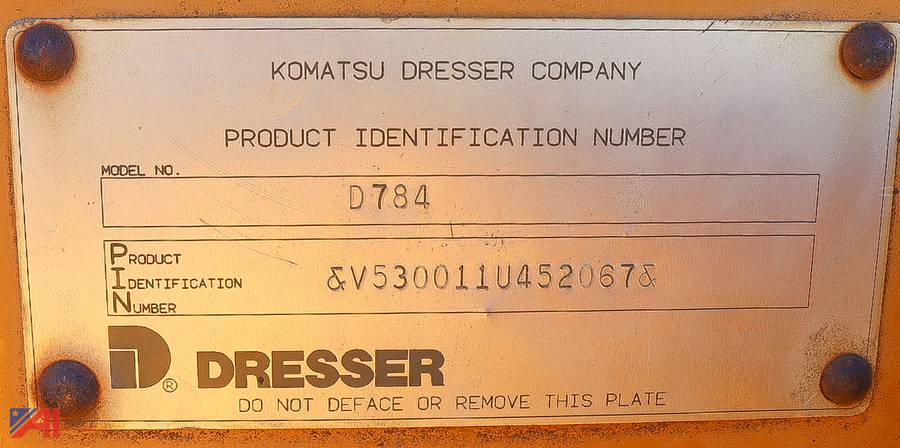 KOMATSU DRESSER COMPANY
PRODUCT IDENTIFICATION NUMBER
MODEL NO.
D784
PRODUCT
IDENTIFICATION
NUMBER
&V530011U452067&
D® DRESSER
DO NOT DEFACE OR REMOVE THIS PLATE
AI